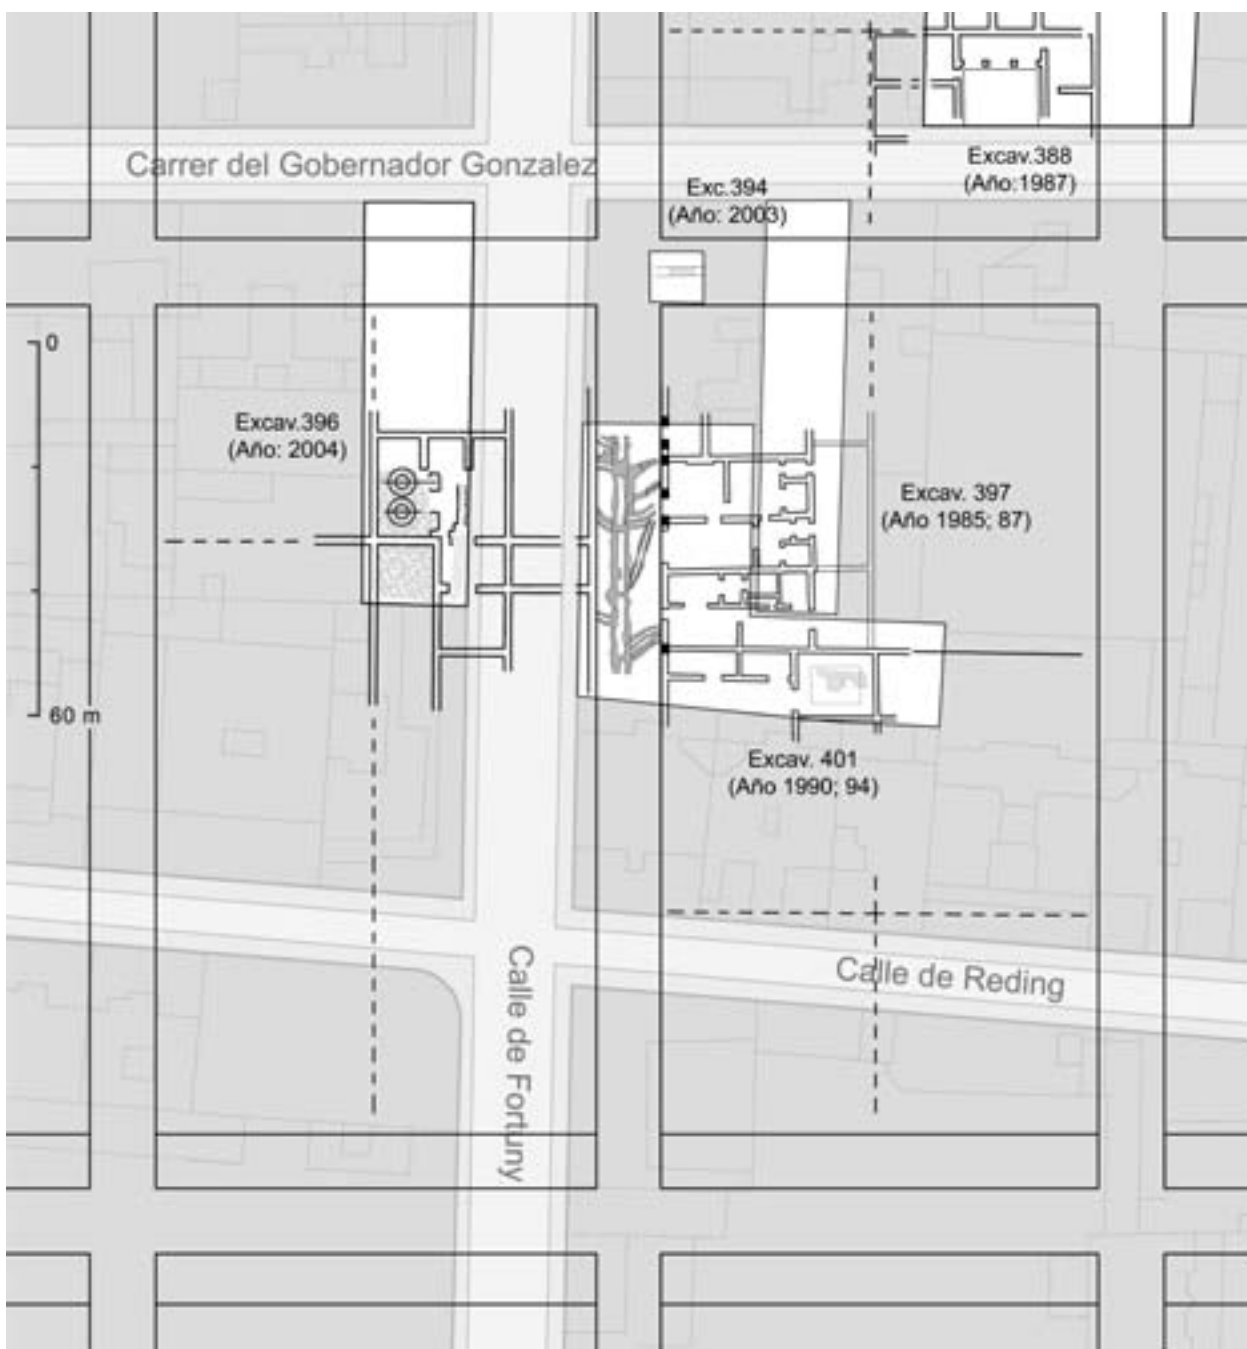 Carrer del Gobernador Gonzalez
Excav.388
(Año:1987)
Exc.394
(Año: 2003)
0
Excav.396
(Año: 2004)
Excav. 397
(Año 1985; 87)
60 m
Excav. 401
(Año 1990; 94)
Calle de Fortuny
Calle de Reding